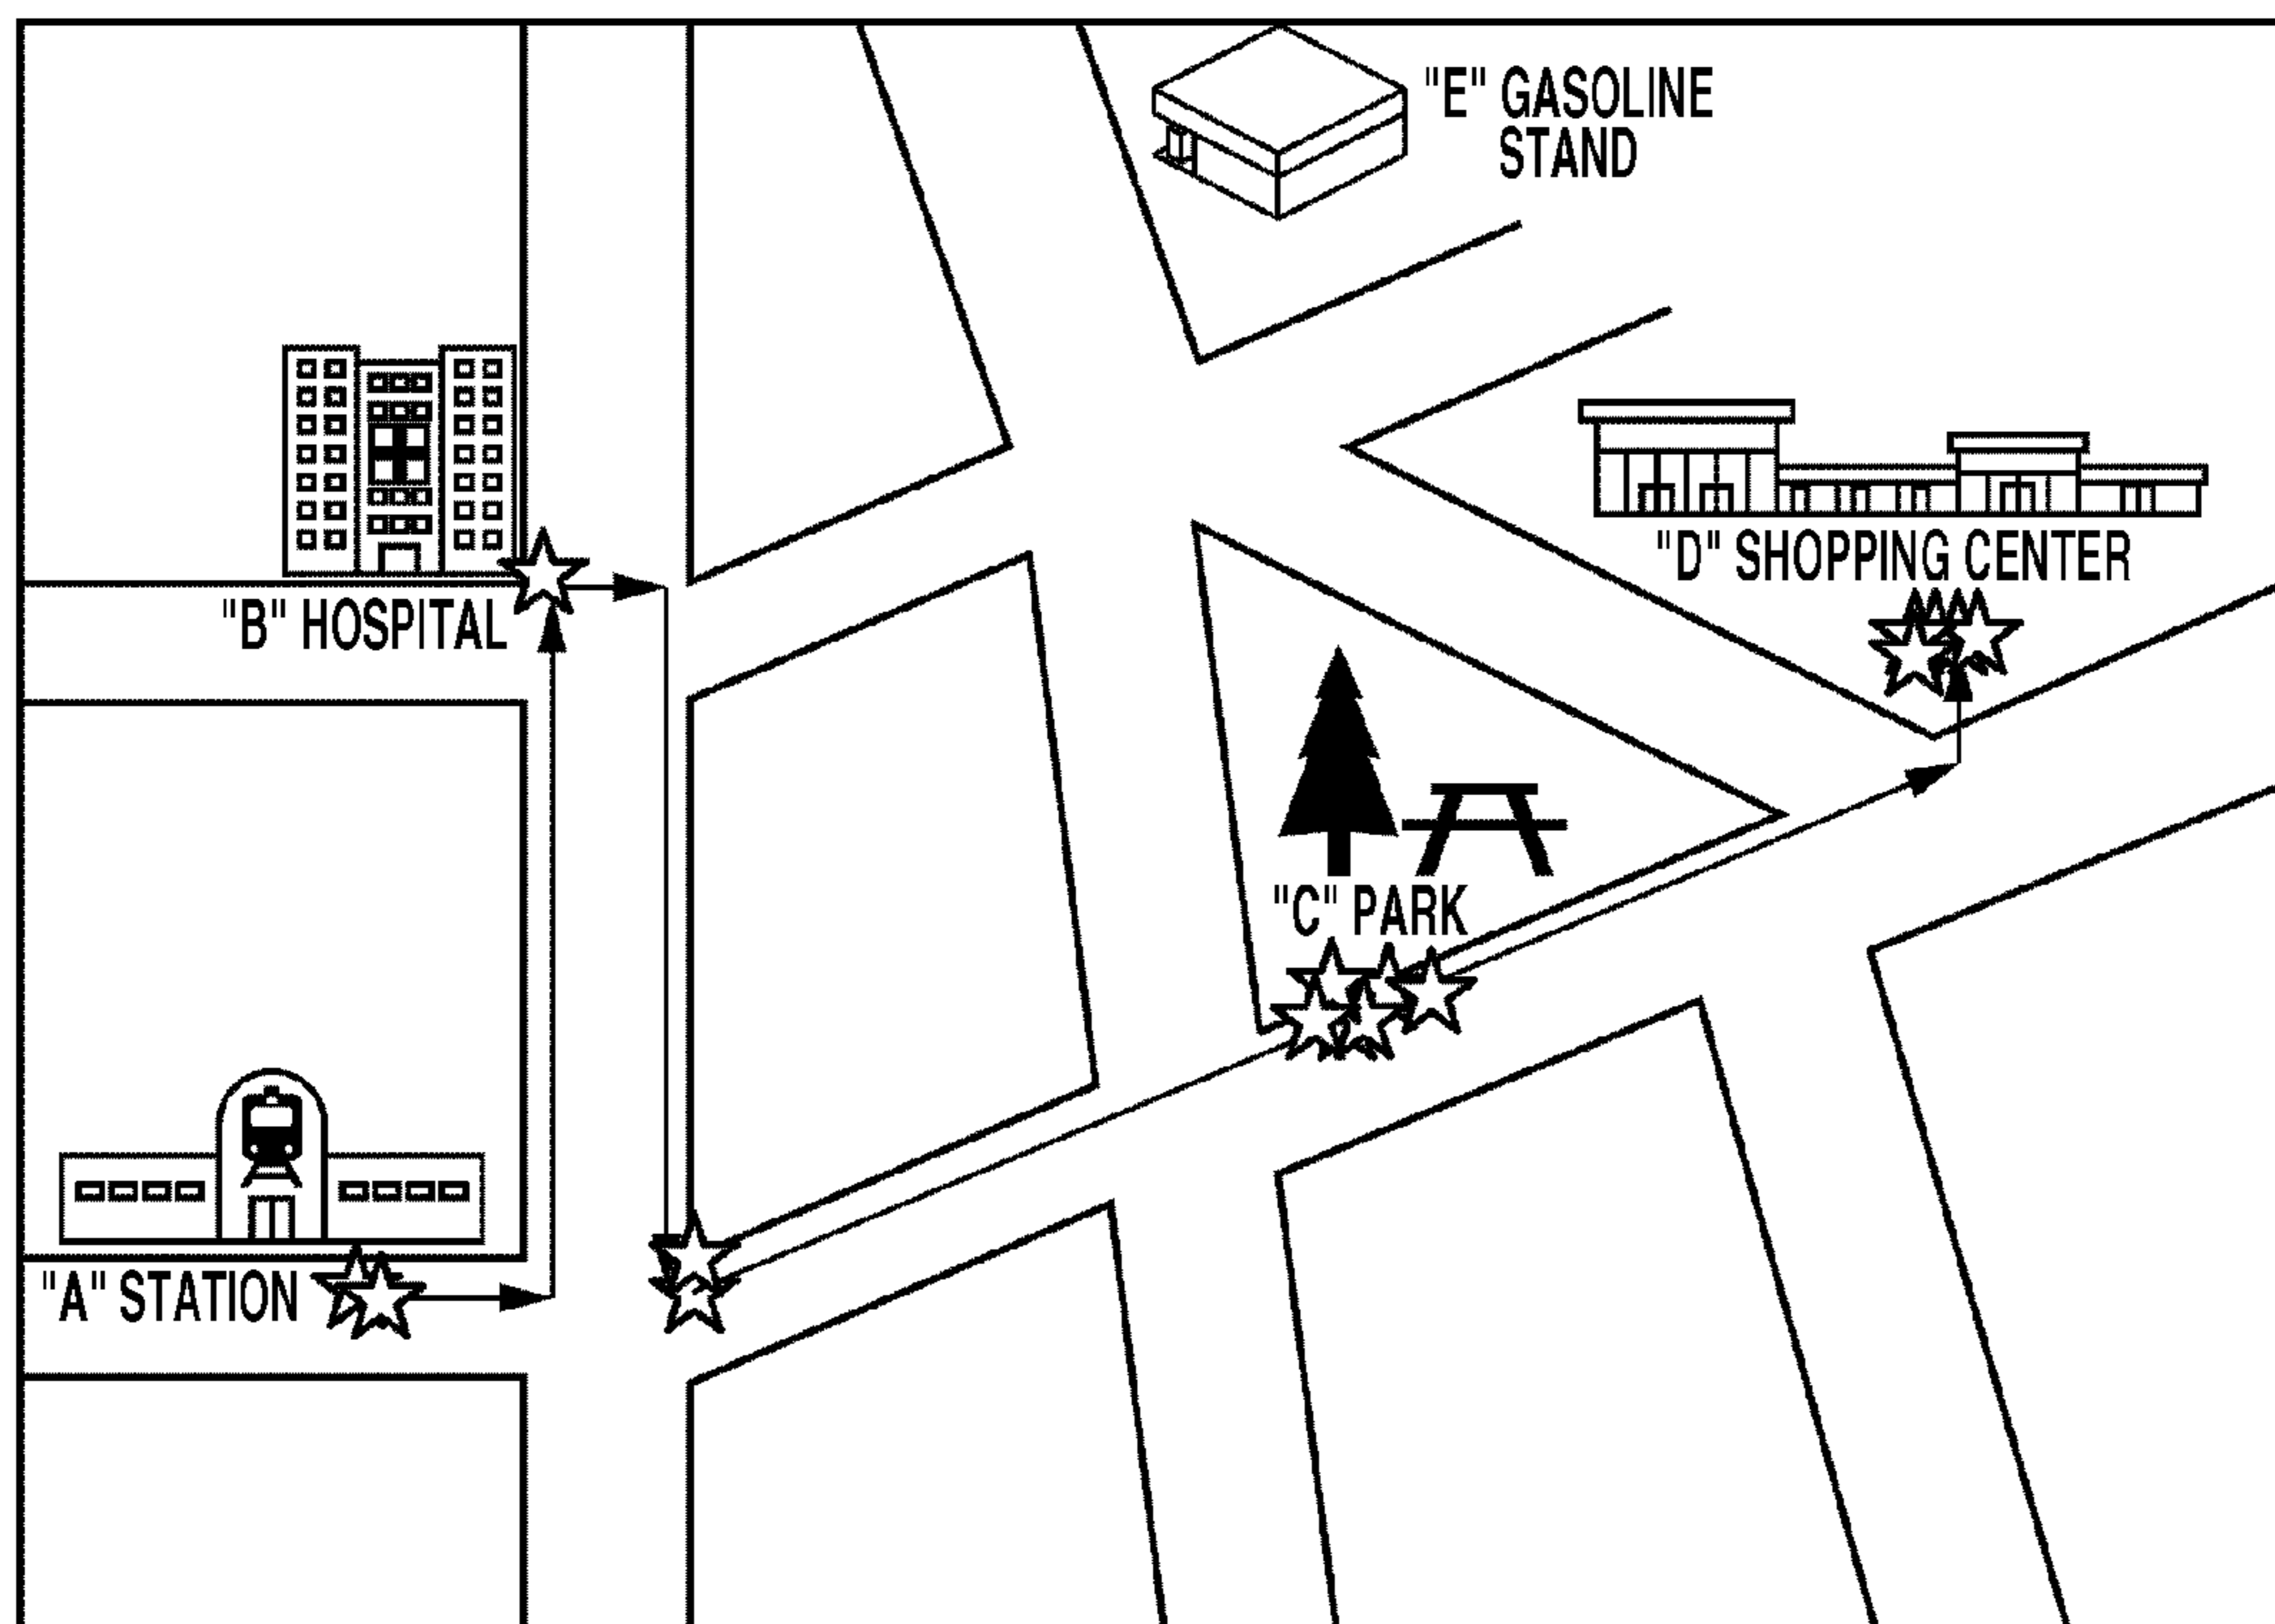 "E" GASOLINE
STAND
"D" SHOPPING CENTER
"B" HOSPITAL
"C" PARK
"A" STATION